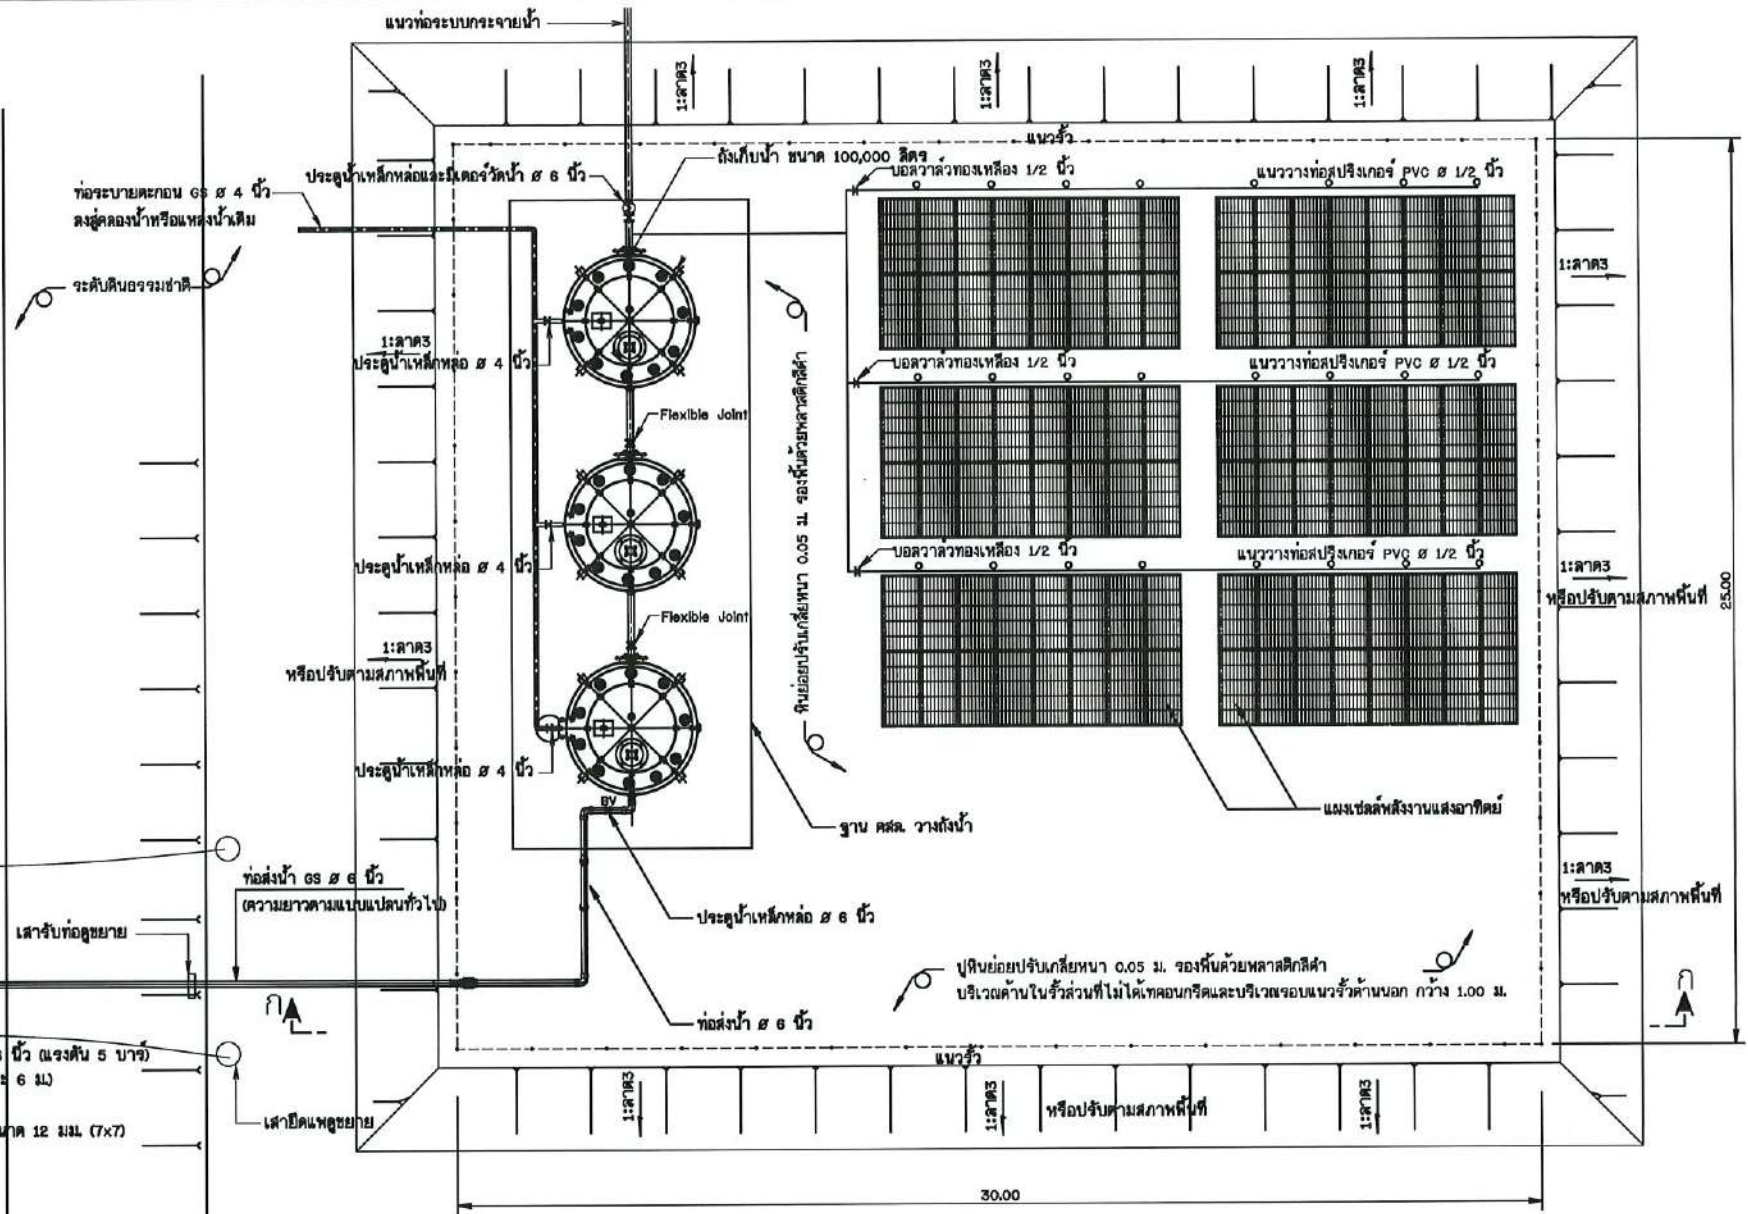 แนวท่อระบบกระจายน้ำ
1:ลาด3
1:ลาด3
1:ลาด3
แนวรั้ว
ถังเก็บน้ำ ขนาด 100,000 ลิตร
ประตูน้ำเหล็กหล่อและมิเตอร์วัดน้ำ ø 6 นิ้ว
บอลวาล์วทองเหลือง 1/2 นิ้ว
แนววางท่อสปริงเกอร์ PVC ø 1/2 นิ้ว
ท่อระบายตะกอน GS ø 4 นิ้ว
ลงสู่คลองน้ำหรือแหล่งน้ำเดิม
ระดับดินธรรมชาติ
1:ลาด3
1:ลาด3
ประตูน้ำเหล็กหล่อ ø 4 นิ้ว
บอลวาล์วทองเหลือง 1/2 นิ้ว
แนววางท่อสปริงเกอร์ PVC ø 1/2 นิ้ว
Flexible Joint
หินย่อยปรับเกลี่ยหนา 0.05 ม. รองพื้นด้วยพลาสติกสีดำ
ประตูน้ำเหล็กหล่อ ø 4 นิ้ว
บอลวาล์วทองเหลือง 1/2 นิ้ว
แนววางท่อสปริงเกอร์ PVC ø 1/2 นิ้ว
1:ลาด3
หรือปรับตามสภาพพื้นที่
25.00
Flexible Joint
1:ลาด3
หรือปรับตามสภาพพื้นที่
ประตูน้ำเหล็กหล่อ ø 4 นิ้ว
BV
แผงเซลล์พลังงานแสงอาทิตย์
ฐาน คสล. วางถังน้ำ
1:ลาด3
หรือปรับตามสภาพพื้นที่
ท่อส่งน้ำ GS ø 6 นิ้ว
(ความยาวตามแบบแปลนทั่วไป)
ประตูน้ำเหล็กหล่อ ø 6 นิ้ว
เสารับท่อดูขยาย
ปูหินย่อยปรับเกลี่ยหนา 0.05 ม. รองพื้นด้วยพลาสติกสีดำ
บริเวณด้านในรั้วส่วนที่ไม่ได้เทคอนกรีตและบริเวณรอบแนวรั้วด้านนอก กว้าง 1.00 ม.
ก
ก
ท่อส่งน้ำ ø 6 นิ้ว
นิ้ว (แรงดัน 5 บาร์)
6 ม.)
แนวรั้ว
1:ลาด3
1:ลาด3
หรือปรับตามสภาพพื้นที่
1:ลาด3
เสายึดแพดูขยาย
12 มม. (7x7)
30.00